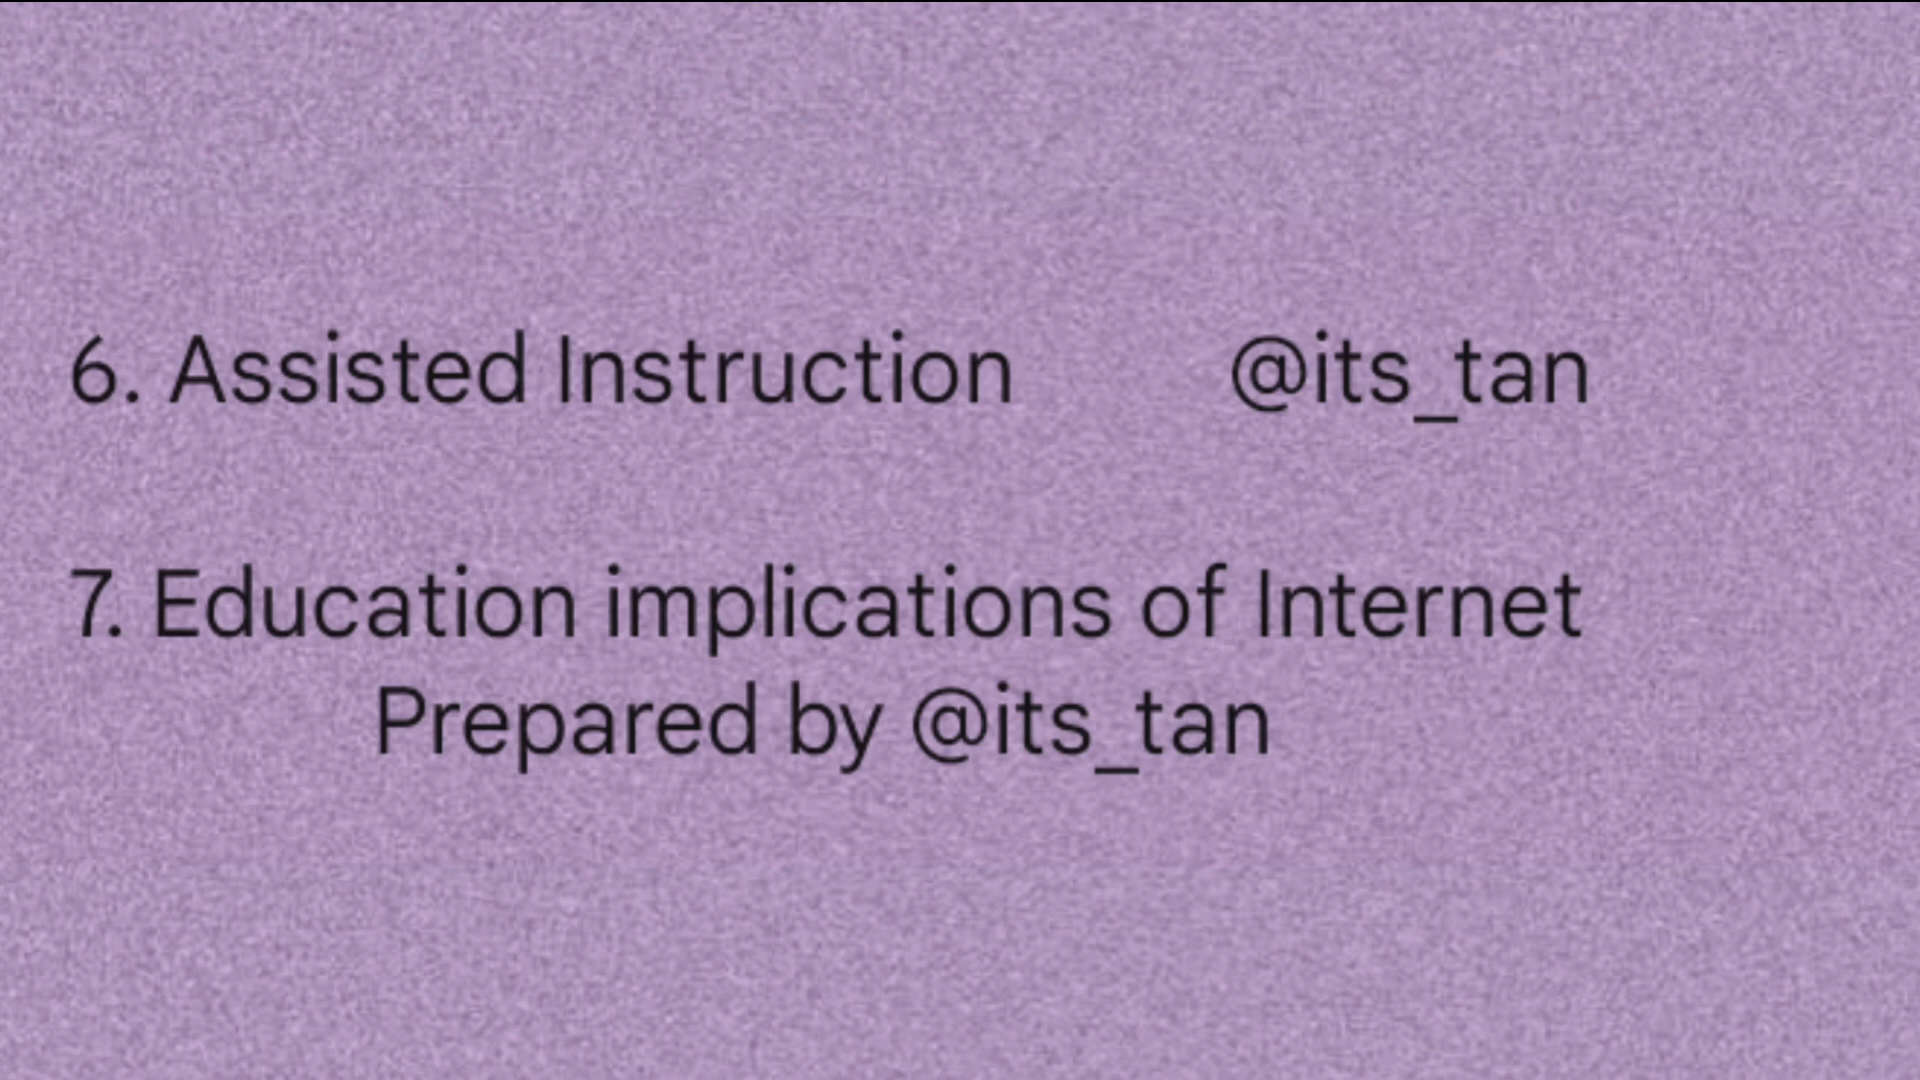 6. Assisted Instruction @its_tan
7. Education implications of Internet
Prepared by @its_tan